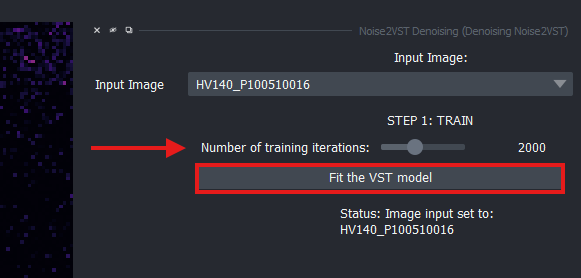 Noise2VST Denoising (Denoising Noise2VST)
Input Image:
Input Image HV140_P100510016
STEP 1: TRAIN
Number of training iterations: 2000
Fit the VST model
Status: Image input set to:
HV140_P100510016